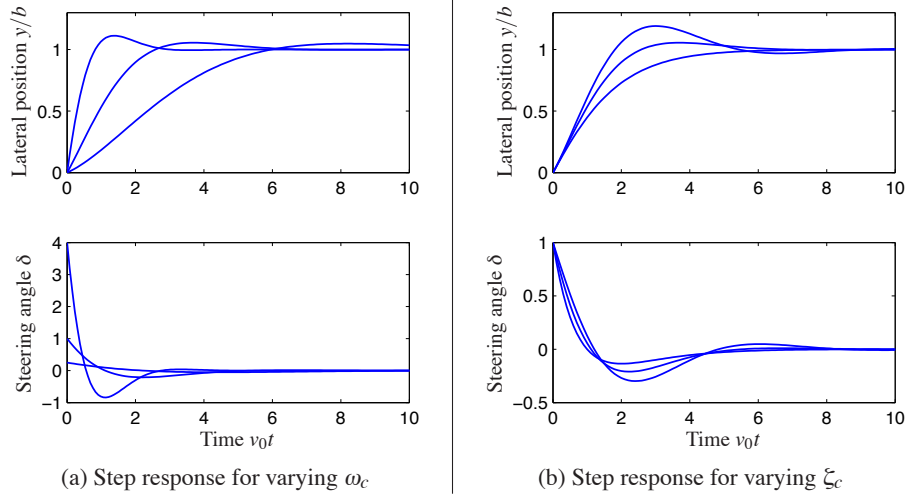 Lateral position y/b
1
0.5
0
0 2 4 6 8 10
Steering angle δ
4
3
2
1
0
−1
0 2 4 6 8 10
Time v₀t
(a) Step response for varying ω_c
Lateral position y/b
1
0.5
0
0 2 4 6 8 10
Steering angle δ
1
0.5
0
−0.5
0 2 4 6 8 10
Time v₀t
(b) Step response for varying ζ_c